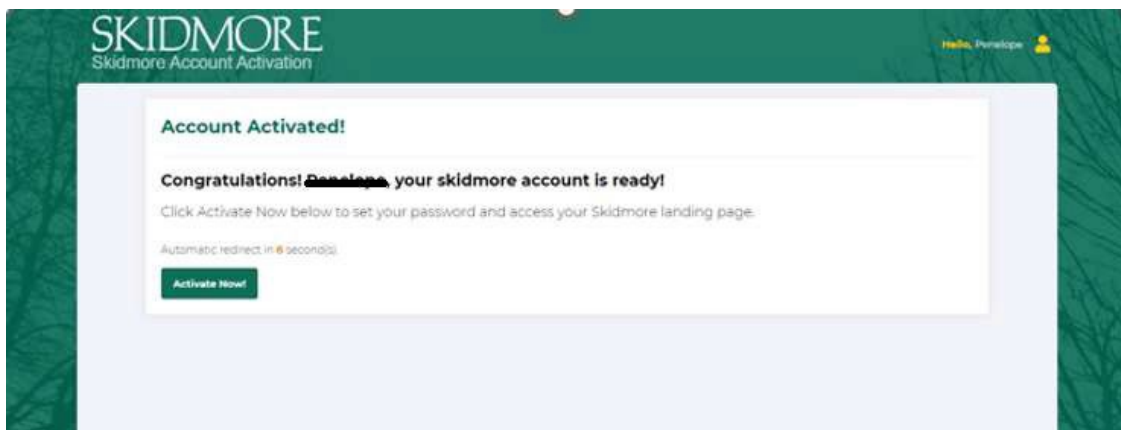 SKIDMORE
Skidmore Account Activation
Hello, Penelope
Account Activated!
Congratulations! , your skidmore account is ready!
Click Activate Now below to set your password and access your Skidmore landing page.
Automatic redirect in 6 second(s).
Activate Now!